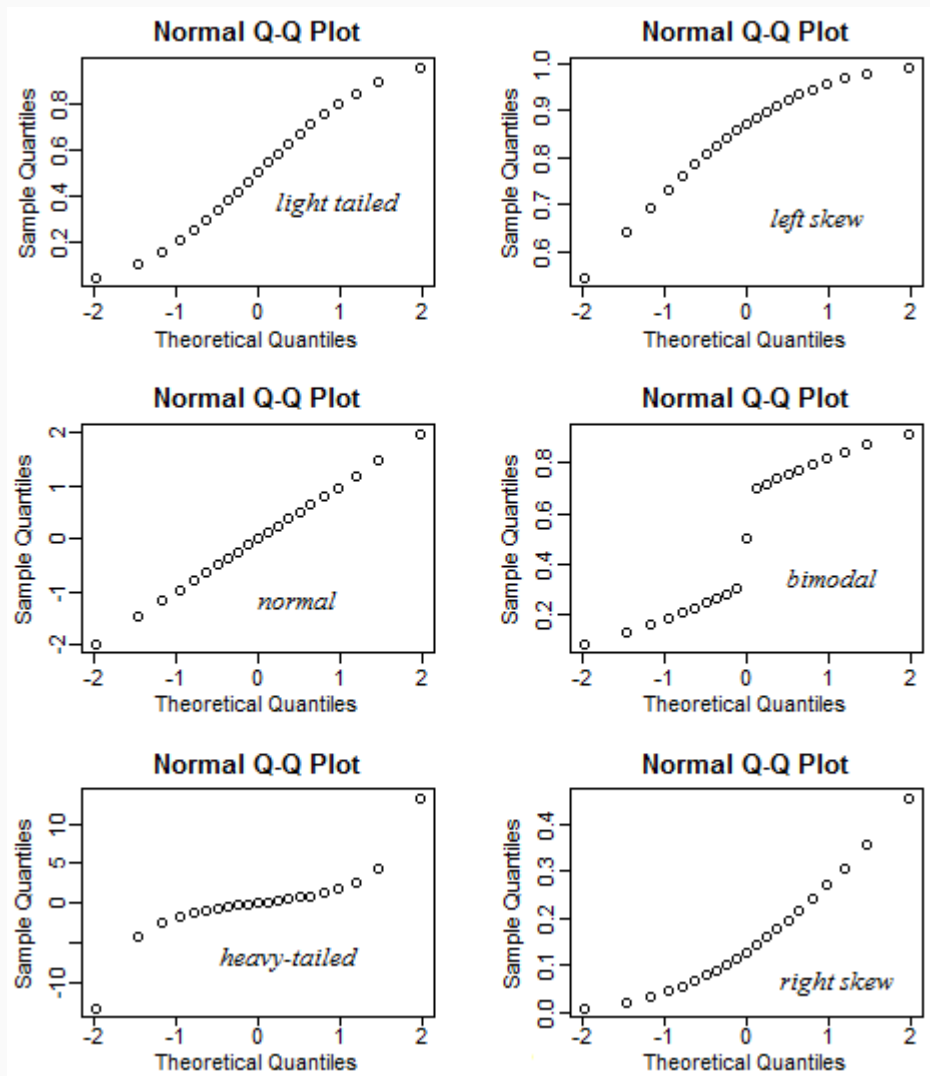 Normal Q-Q Plot
Sample Quantiles
0.2 0.4 0.6 0.8
light tailed
-2 -1 0 1 2
Theoretical Quantiles
Normal Q-Q Plot
Sample Quantiles
0.6 0.7 0.8 0.9 1.0
left skew
-2 -1 0 1 2
Theoretical Quantiles
Normal Q-Q Plot
Sample Quantiles
-2 -1 0 1 2
normal
-2 -1 0 1 2
Theoretical Quantiles
Normal Q-Q Plot
Sample Quantiles
0.2 0.4 0.6 0.8
bimodal
-2 -1 0 1 2
Theoretical Quantiles
Normal Q-Q Plot
Sample Quantiles
-10 0 5 10
heavy-tailed
-2 -1 0 1 2
Theoretical Quantiles
Normal Q-Q Plot
Sample Quantiles
0.0 0.1 0.2 0.3 0.4
right skew
-2 -1 0 1 2
Theoretical Quantiles